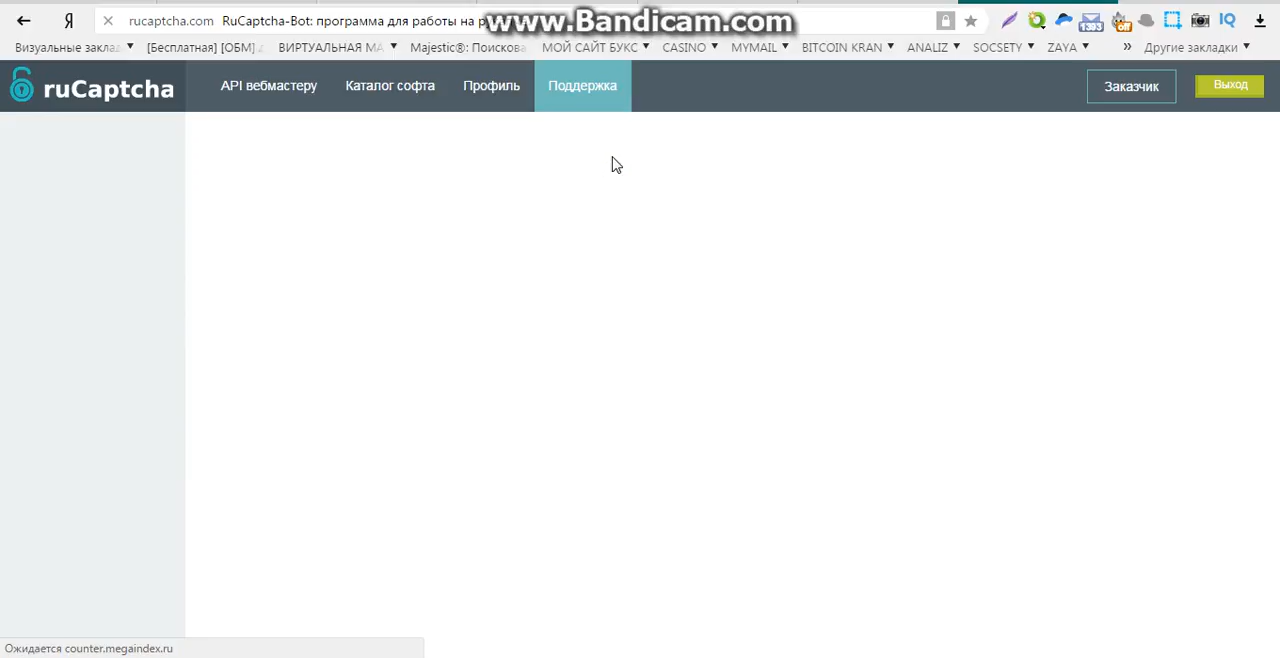 www.Bandicam.com
Я rucaptcha.com RuCaptcha-Bot: программа для работы на
Визуальные заклад [Бесплатная] [ОБМ] ВИРТУАЛЬНАЯ МА Majestic®: Поискова МОЙ САЙТ БУКС CASINO MYMAIL BITCOIN KRAN ANALIZ SOCSETY ZAYA » Другие закладки
ruCaptcha API вебмастеру Каталог софта Профиль Поддержка Заказчик Выход
Ожидается counter.megaindex.ru